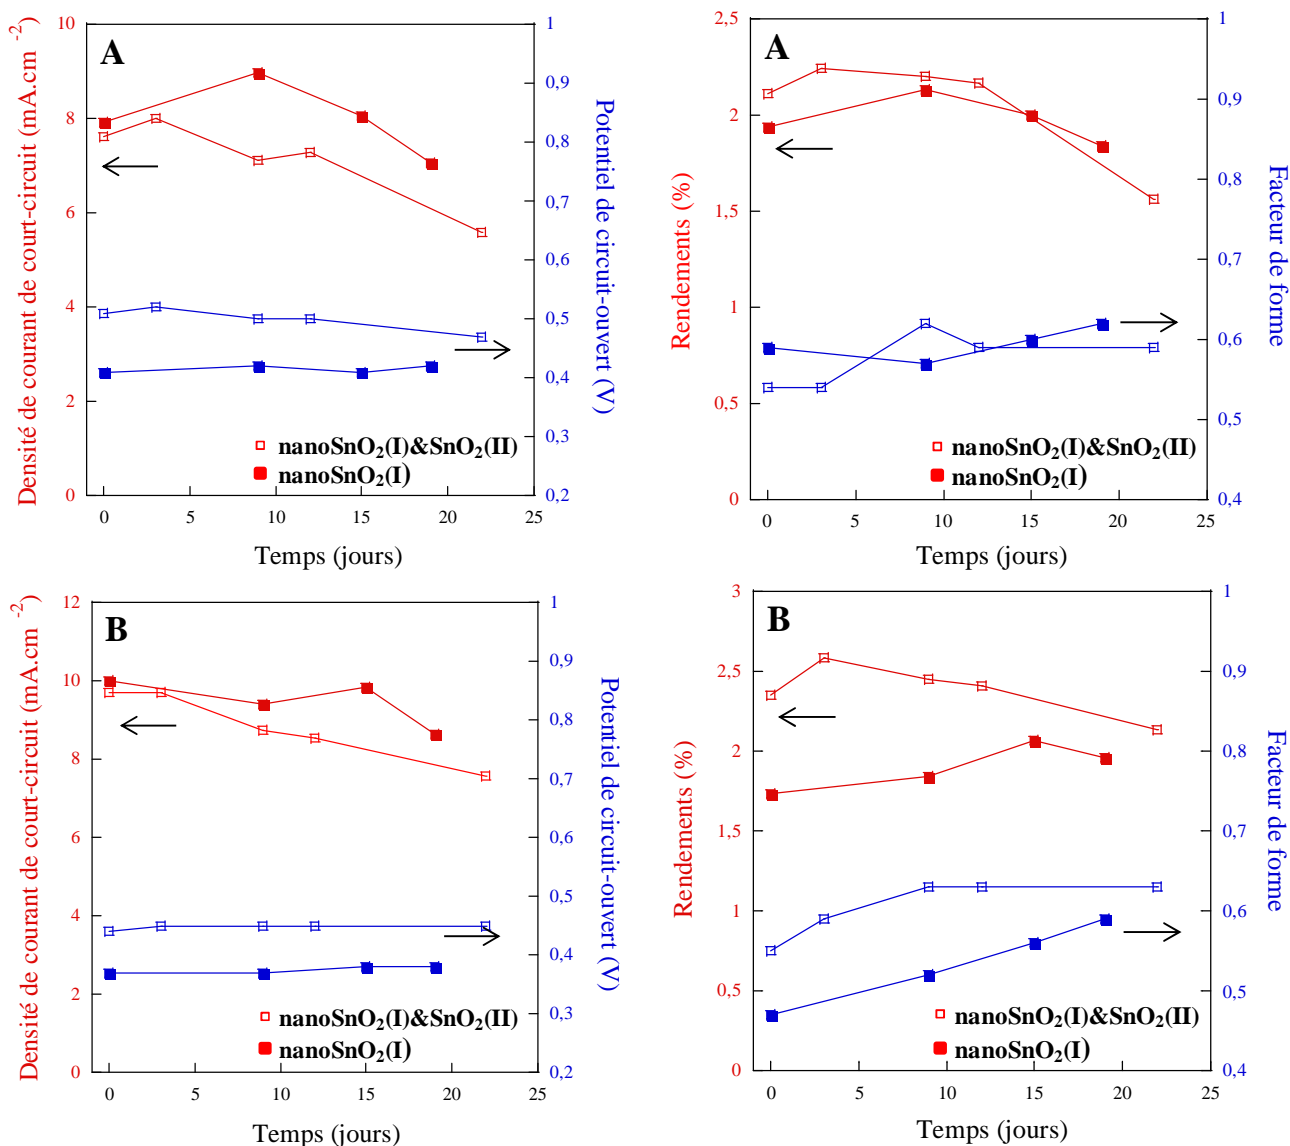 A
Densité de courant de court-circuit (mA.cm -2)
10
8
6
4
2
0
1
0,9
0,8
0,7
0,6
0,5
0,4
0,3
0,2
Potentiel de circuit-ouvert (V)
nanoSnO2(I)&SnO2(II)
nanoSnO2(I)
0 5 10 15 20 25
Temps (jours)
A
Rendements (%)
2,5
2
1,5
1
0,5
0
1
0,9
0,8
0,7
0,6
0,5
0,4
Facteur de forme
nanoSnO2(I)&SnO2(II)
nanoSnO2(I)
0 5 10 15 20 25
Temps (jours)
B
Densité de courant de court-circuit (mA.cm -2)
12
10
8
6
4
2
0
1
0,9
0,8
0,7
0,6
0,5
0,4
0,3
0,2
Potentiel de circuit-ouvert (V)
nanoSnO2(I)&SnO2(II)
nanoSnO2(I)
0 5 10 15 20 25
Temps (jours)
B
Rendements (%)
3
2,5
2
1,5
1
0,5
0
1
0,9
0,8
0,7
0,6
0,5
0,4
Facteur de forme
nanoSnO2(I)&SnO2(II)
nanoSnO2(I)
0 5 10 15 20 25
Temps (jours)